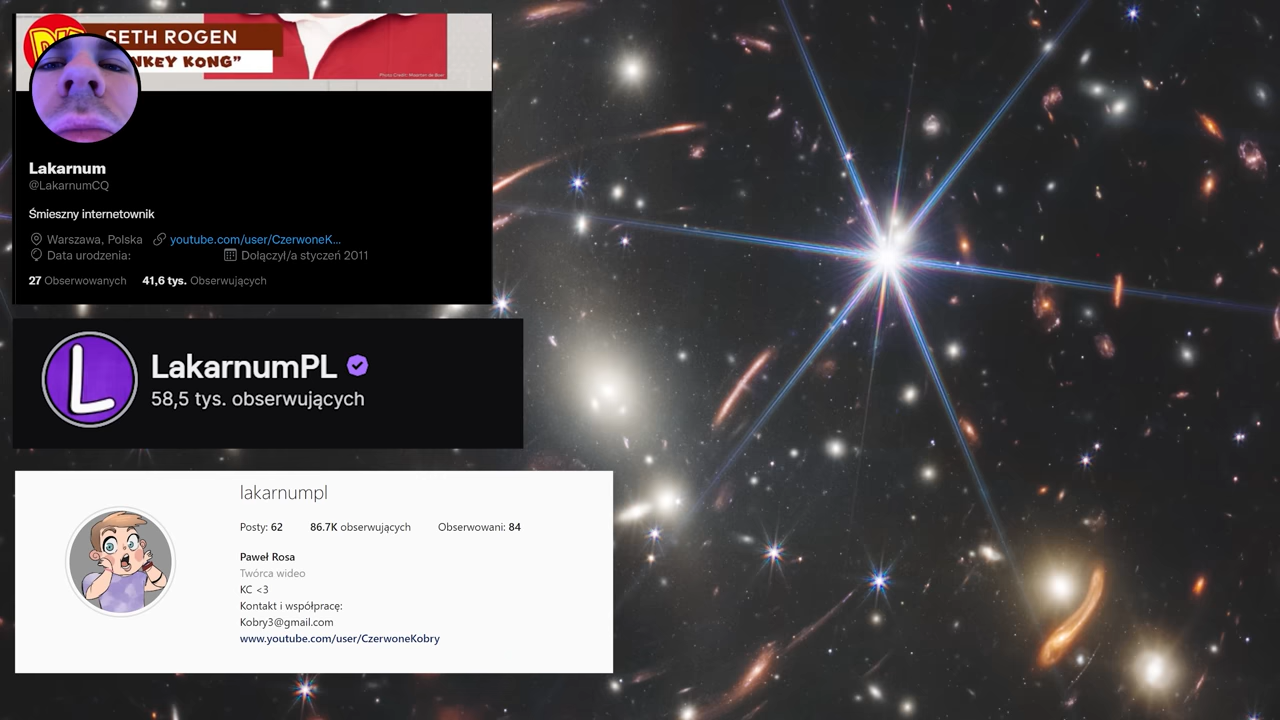 SETH ROGEN
NKEY KONG”
Lakarnum
@LakarnumCQ
Śmieszny internetownik
Warszawa, Polska youtube.com/user/CzerwoneK...
Data urodzenia: Dołączył/a styczeń 2011
27 Obserwowanych 41,6 tys. Obserwujących
L
LakarnumPL
58,5 tys. obserwujących
lakarnumpl
Posty: 62 86.7K obserwujących Obserwowani: 84
Paweł Rosa
Twórca wideo
KC <3
Kontakt i współpracę:
Kobry3@gmail.com
www.youtube.com/user/CzerwoneKobry